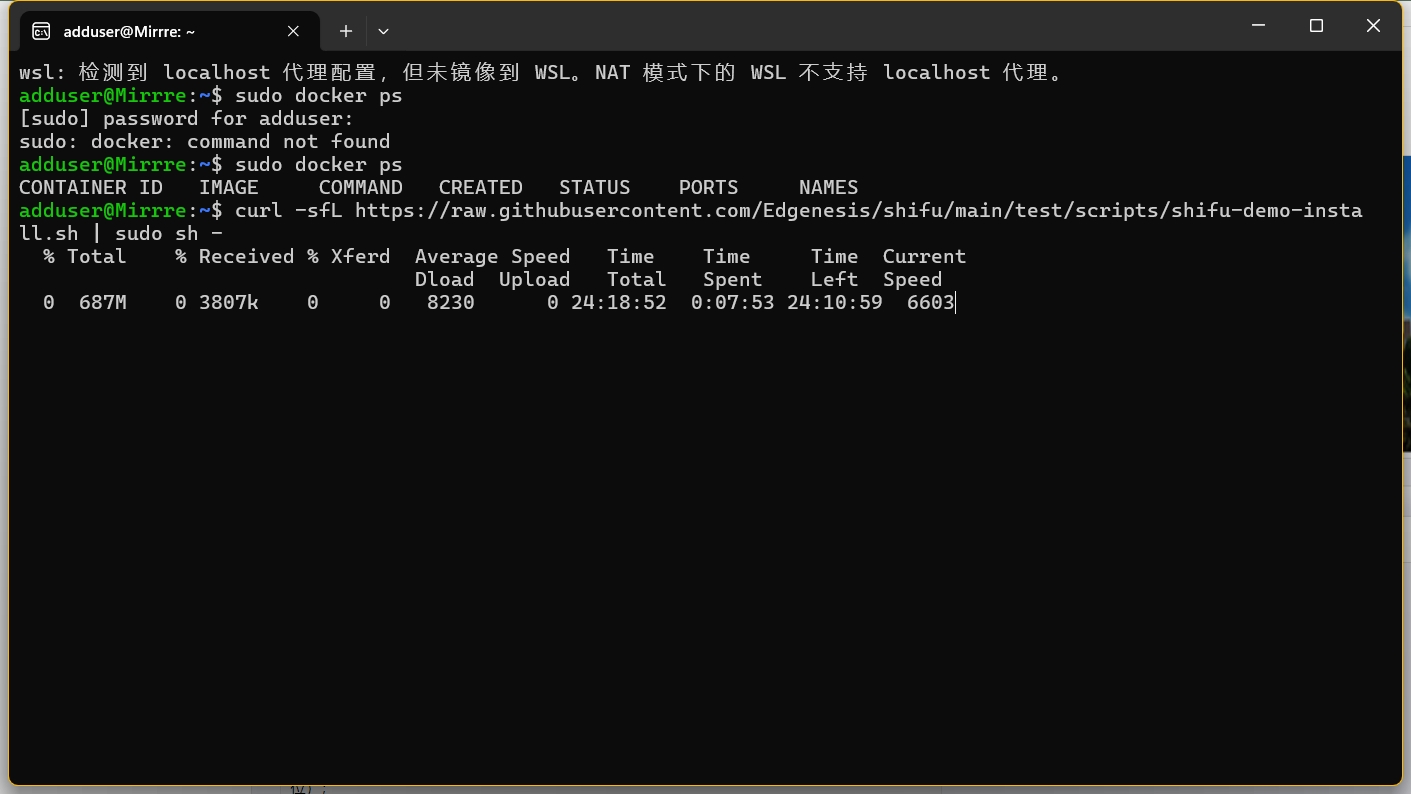 adduser@Mirrre: ~
wsl: 检测到 localhost 代理配置，但未镜像到 WSL。NAT 模式下的 WSL 不支持 localhost 代理。
adduser@Mirrre:~$ sudo docker ps
[sudo] password for adduser:
sudo: docker: command not found
adduser@Mirrre:~$ sudo docker ps
CONTAINER ID   IMAGE     COMMAND   CREATED   STATUS    PORTS     NAMES
adduser@Mirrre:~$ curl -sfL https://raw.githubusercontent.com/Edgenesis/shifu/main/test/scripts/shifu-demo-insta
ll.sh | sudo sh -
  % Total    % Received % Xferd  Average Speed   Time    Time     Time  Current
                                 Dload  Upload   Total   Spent    Left  Speed
  0  687M    0 3807k    0     0   8230      0 24:18:52  0:07:53 24:10:59  6603